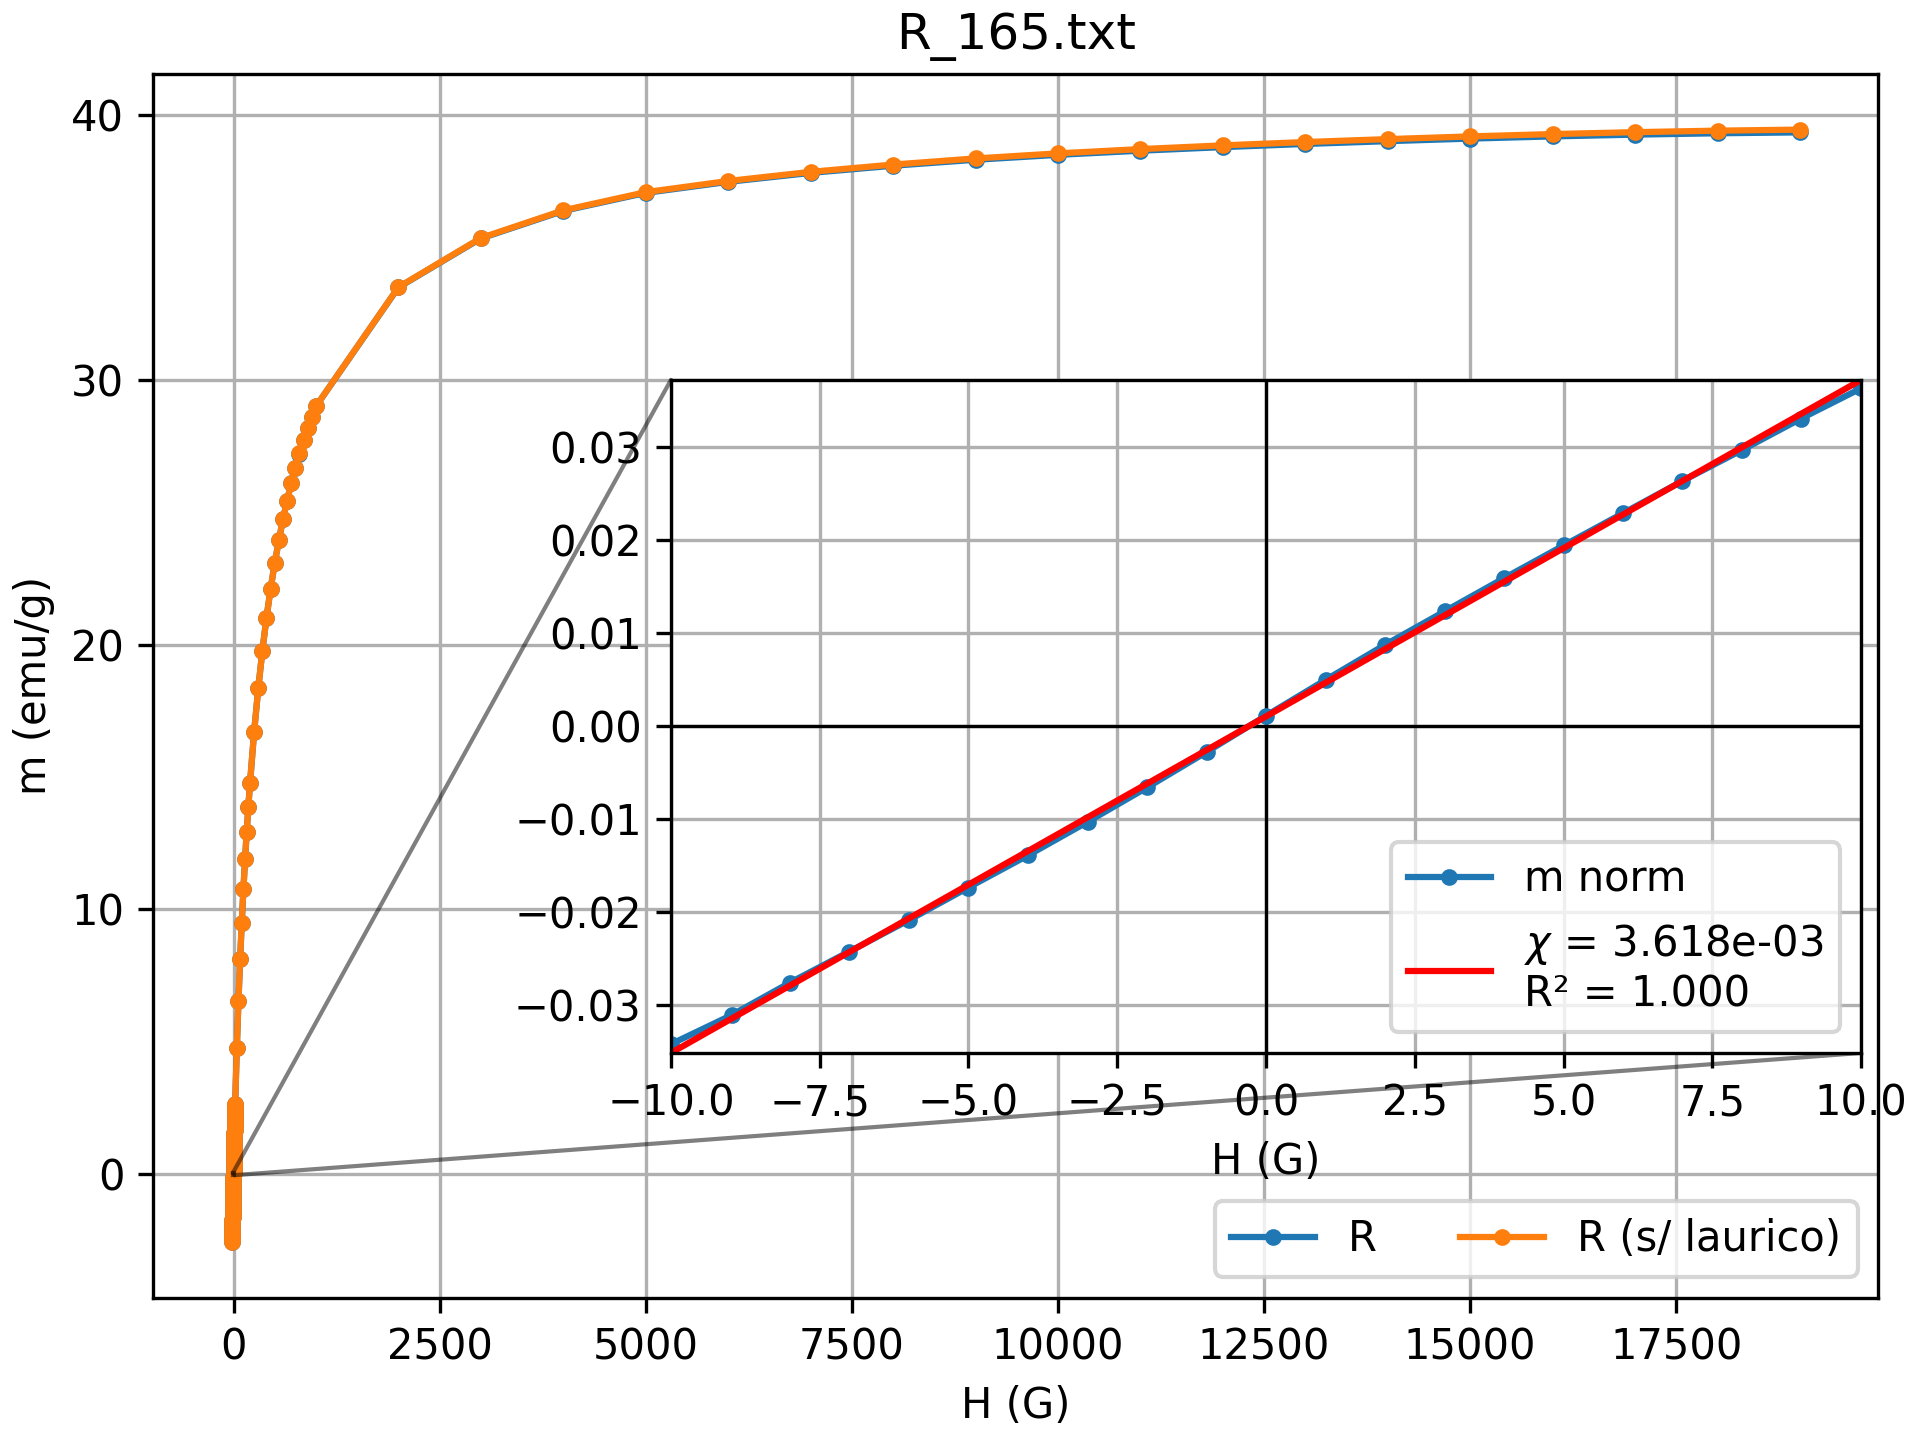 R_165.txt
m (emu/g)
40
30
20
10
0
0.03
0.02
0.01
0.00
−0.01
−0.02
−0.03
m norm
χ = 3.618e-03
R² = 1.000
−10.0 −7.5 −5.0 −2.5 0.0 2.5 5.0 7.5 10.0
H (G)
R R (s/ laurico)
0 2500 5000 7500 10000 12500 15000 17500
H (G)